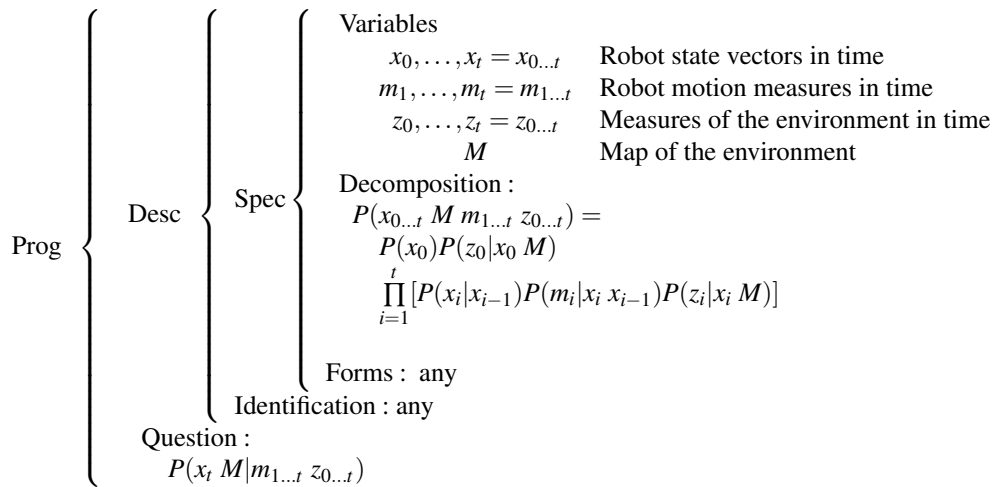 Variables
x_0, …, x_t = x_{0…t} Robot state vectors in time
m_1, …, m_t = m_{1…t} Robot motion measures in time
z_0, …, z_t = z_{0…t} Measures of the environment in time
M Map of the environment
Decomposition :
P(x_{0…t} M m_{1…t} z_{0…t}) =
P(x_0)P(z_0|x_0 M)
∏_{i=1}^{t} [P(x_i|x_{i−1})P(m_i|x_i x_{i−1})P(z_i|x_i M)]
Forms : any
Spec
Identification : any
Desc
Question :
P(x_t M|m_{1…t} z_{0…t})
Prog